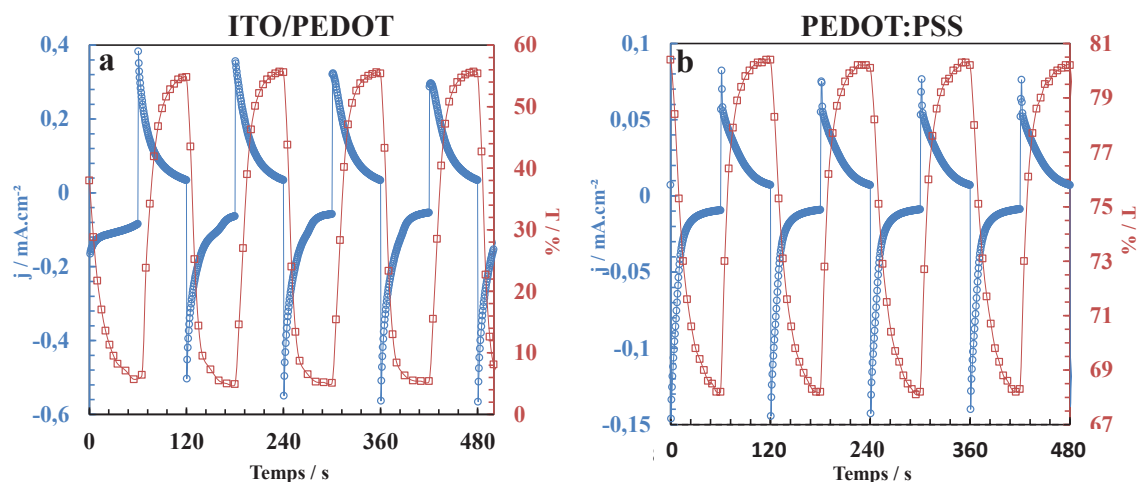 ITO/PEDOT
a
0,4
0,2
0
-0,2
-0,4
-0,6
j / mA.cm⁻²
60
50
40
30
20
10
0
T / %
0 120 240 360 480
Temps / s
PEDOT:PSS
b
0,1
0,05
0
-0,05
-0,1
-0,15
j / mA.cm⁻²
81
79
77
75
73
71
69
67
T / %
0 120 240 360 480
Temps / s